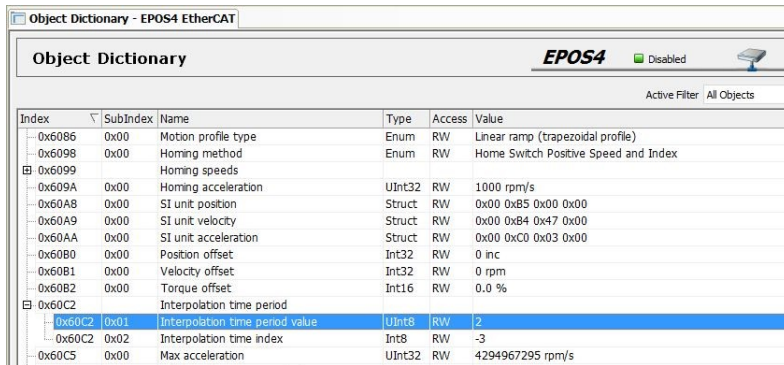 Object Dictionary - EPOS4 EtherCAT
Object Dictionary EPOS4 Disabled
Active Filter All Objects
Index SubIndex Name Type Access Value
0x6086 0x00 Motion profile type Enum RW Linear ramp (trapezoidal profile)
0x6098 0x00 Homing method Enum RW Home Switch Positive Speed and Index
0x6099 Homing speeds
0x609A 0x00 Homing acceleration UInt32 RW 1000 rpm/s
0x60A8 0x00 SI unit position Struct RW 0x00 0xB5 0x00 0x00
0x60A9 0x00 SI unit velocity Struct RW 0x00 0xB4 0x47 0x00
0x60AA 0x00 SI unit acceleration Struct RW 0x00 0xC0 0x03 0x00
0x60B0 0x00 Position offset Int32 RW 0 inc
0x60B1 0x00 Velocity offset Int32 RW 0 rpm
0x60B2 0x00 Torque offset Int16 RW 0.0 %
0x60C2 Interpolation time period
0x60C2 0x01 Interpolation time period value UInt8 RW 2
0x60C2 0x02 Interpolation time index Int8 RW -3
0x60C5 0x00 Max acceleration UInt32 RW 4294967295 rpm/s